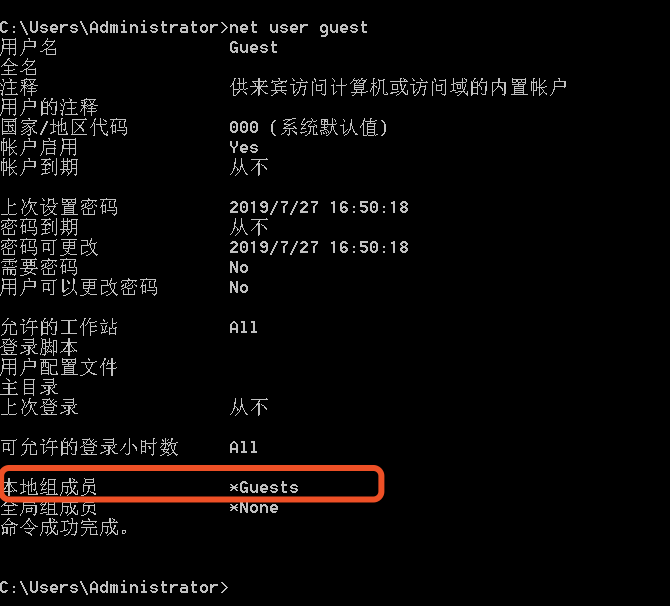 C:\Users\Administrator>net user guest
用户名 Guest
全名
注释 供来宾访问计算机或访问域的内置帐户
用户的注释
国家/地区代码 000 (系统默认值)
帐户启用 Yes
帐户到期 从不
上次设置密码 2019/7/27 16:50:18
密码到期 从不
密码可更改 2019/7/27 16:50:18
需要密码 No
用户可以更改密码 No
允许的工作站 All
登录脚本
用户配置文件
主目录
上次登录 从不
可允许的登录小时数 All
本地组成员 *Guests
全局组成员 *None
命令成功完成。
C:\Users\Administrator>